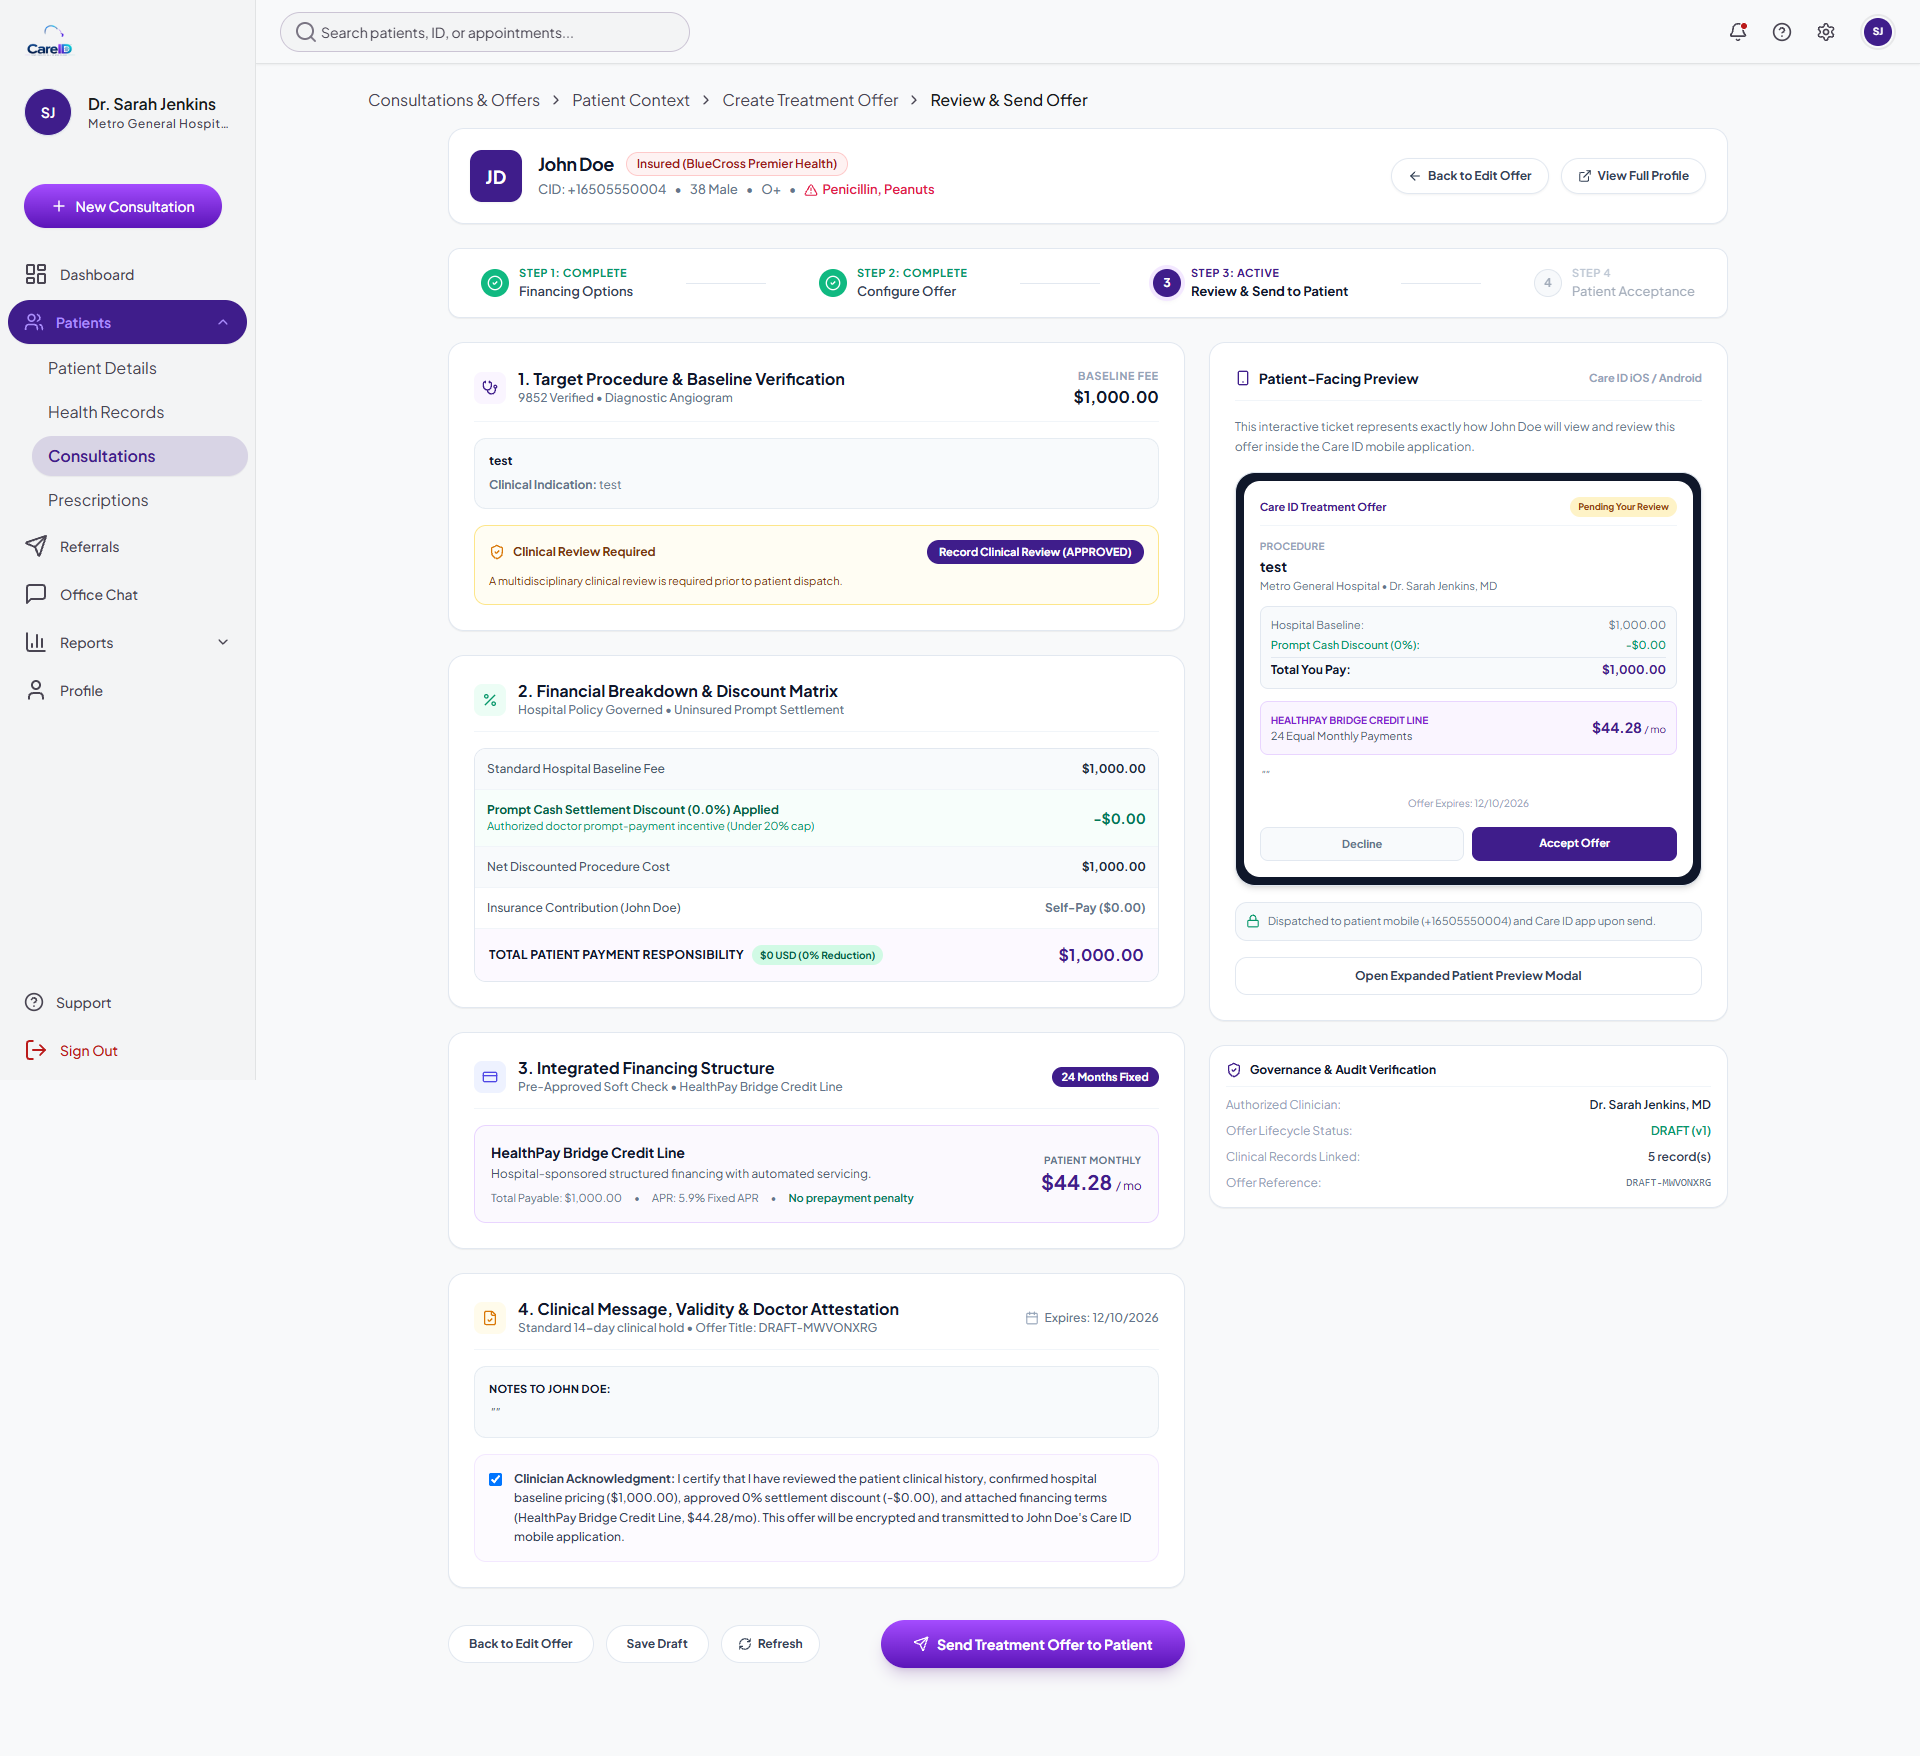 CareID
SJ
Dr. Sarah Jenkins
Metro General Hospit...
New Consultation
Dashboard
Patients
Patient Details
Health Records
Consultations
Prescriptions
Referrals
Office Chat
Reports
Profile
Support
Sign Out
Search patients, ID, or appointments...
SJ
Consultations & Offers > Patient Context > Create Treatment Offer > Review & Send Offer
JD
John Doe
Insured (BlueCross Premier Health)
CID: +16505550004 • 38 Male • O+ • Penicillin, Peanuts
Back to Edit Offer
View Full Profile
STEP 1: COMPLETE
Financing Options
STEP 2: COMPLETE
Configure Offer
3
STEP 3: ACTIVE
Review & Send to Patient
4
STEP 4
Patient Acceptance
1. Target Procedure & Baseline Verification
9852 Verified • Diagnostic Angiogram
BASELINE FEE
$1,000.00
test
Clinical Indication: test
Clinical Review Required
Record Clinical Review (APPROVED)
A multidisciplinary clinical review is required prior to patient dispatch.
2. Financial Breakdown & Discount Matrix
Hospital Policy Governed • Uninsured Prompt Settlement
Standard Hospital Baseline Fee
$1,000.00
Prompt Cash Settlement Discount (0.0%) Applied
Authorized doctor prompt-payment incentive (Under 20% cap)
-$0.00
Net Discounted Procedure Cost
$1,000.00
Insurance Contribution (John Doe)
Self-Pay ($0.00)
TOTAL PATIENT PAYMENT RESPONSIBILITY
$0 USD (0% Reduction)
$1,000.00
3. Integrated Financing Structure
Pre-Approved Soft Check • HealthPay Bridge Credit Line
24 Months Fixed
HealthPay Bridge Credit Line
Hospital-sponsored structured financing with automated servicing.
Total Payable: $1,000.00 • APR: 5.9% Fixed APR • No prepayment penalty
PATIENT MONTHLY
$44.28 / mo
4. Clinical Message, Validity & Doctor Attestation
Standard 14-day clinical hold • Offer Title: DRAFT-MWVONXRG
Expires: 12/10/2026
NOTES TO JOHN DOE:
""
Clinician Acknowledgment: I certify that I have reviewed the patient clinical history, confirmed hospital
baseline pricing ($1,000.00), approved 0% settlement discount (-$0.00), and attached financing terms
(HealthPay Bridge Credit Line, $44.28/mo). This offer will be encrypted and transmitted to John Doe's Care ID
mobile application.
Back to Edit Offer
Save Draft
Refresh
Send Treatment Offer to Patient
Patient-Facing Preview
Care ID iOS / Android
This interactive ticket represents exactly how John Doe will view and review this
offer inside the Care ID mobile application.
Care ID Treatment Offer
Pending Your Review
PROCEDURE
test
Metro General Hospital • Dr. Sarah Jenkins, MD
Hospital Baseline:
$1,000.00
Prompt Cash Discount (0%):
-$0.00
Total You Pay:
$1,000.00
HEALTHPAY BRIDGE CREDIT LINE
24 Equal Monthly Payments
$44.28 / mo
""
Offer Expires: 12/10/2026
Decline
Accept Offer
Dispatched to patient mobile (+16505550004) and Care ID app upon send.
Open Expanded Patient Preview Modal
Governance & Audit Verification
Authorized Clinician:
Dr. Sarah Jenkins, MD
Offer Lifecycle Status:
DRAFT (v1)
Clinical Records Linked:
5 record(s)
Offer Reference:
DRAFT-MWVONXRG